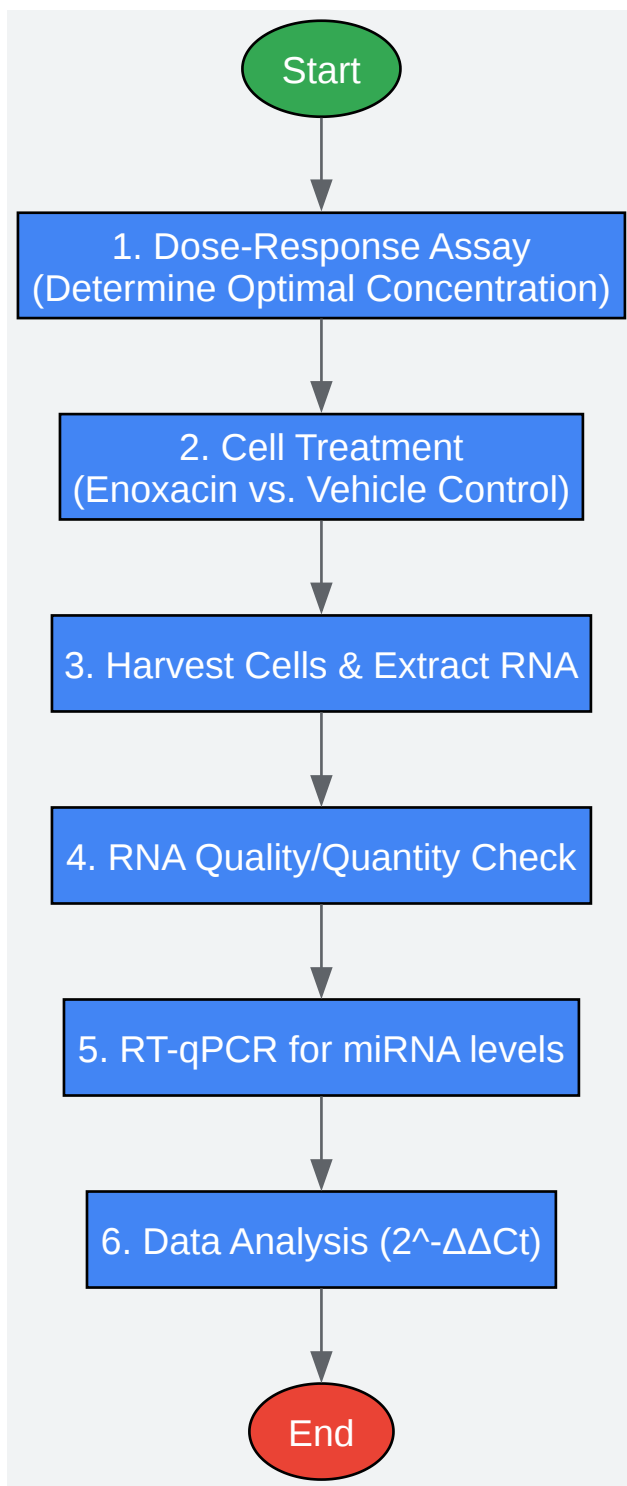 Start
1. Dose-Response Assay
(Determine Optimal Concentration)
2. Cell Treatment
(Enoxacin vs. Vehicle Control)
3. Harvest Cells & Extract RNA
4. RNA Quality/Quantity Check
5. RT-qPCR for miRNA levels
6. Data Analysis (2^-ΔΔCt)
End